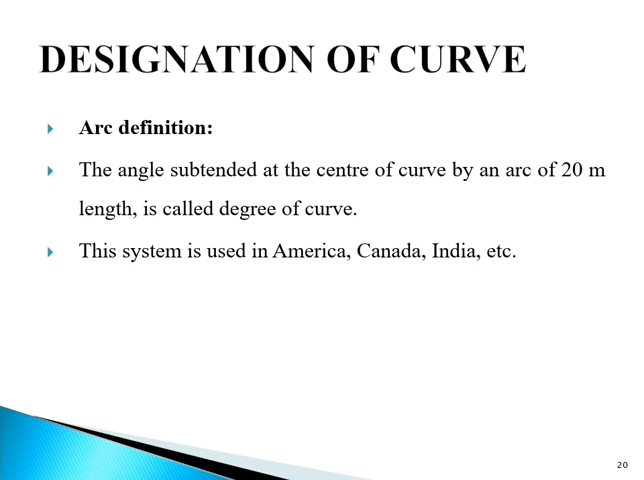 DESIGNATION OF CURVE
Arc definition:
The angle subtended at the centre of curve by an arc of 20 m
length, is called degree of curve.
This system is used in America, Canada, India, etc.
20